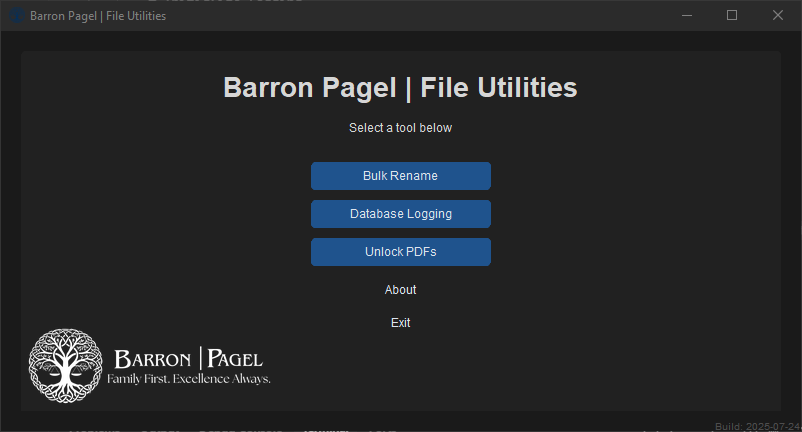 Barron Pagel | File Utilities
Barron Pagel | File Utilities
Select a tool below
Bulk Rename
Database Logging
Unlock PDFs
About
Exit
BARRON | PAGEL
Family First. Excellence Always.
Build: 2025-07-24